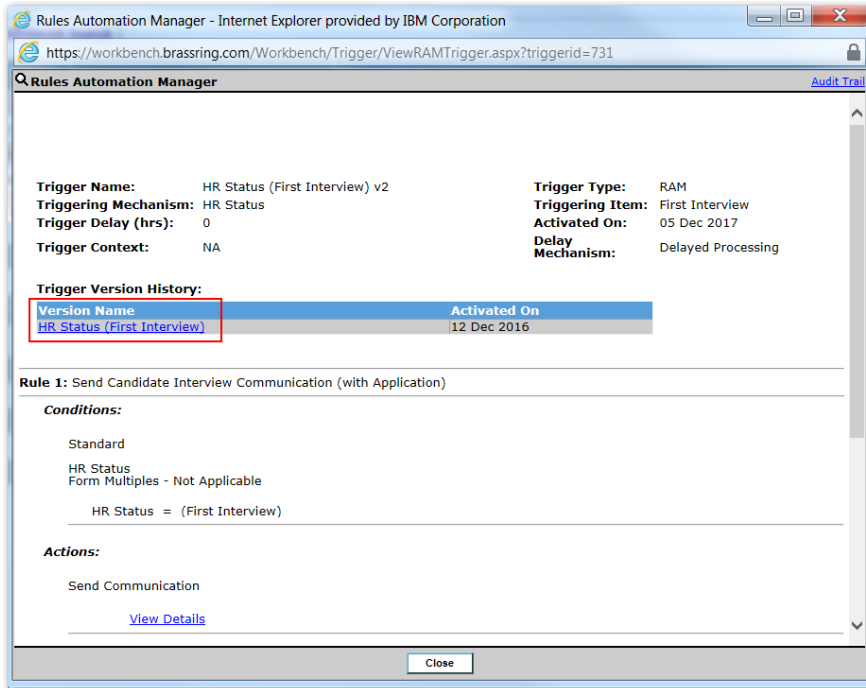 Rules Automation Manager - Internet Explorer provided by IBM Corporation
https://workbench.brassring.com/Workbench/Trigger/ViewRAMTrigger.aspx?triggerid=731
Rules Automation Manager Audit Trail
Trigger Name: HR Status (First Interview) v2 Trigger Type: RAM
Triggering Mechanism: HR Status Triggering Item: First Interview
Trigger Delay (hrs): 0 Activated On: 05 Dec 2017
Trigger Context: NA Delay Mechanism: Delayed Processing
Trigger Version History:
Version Name Activated On
HR Status (First Interview) 12 Dec 2016
Rule 1: Send Candidate Interview Communication (with Application)
Conditions:
Standard
HR Status
Form Multiples - Not Applicable
HR Status = (First Interview)
Actions:
Send Communication
View Details
Close